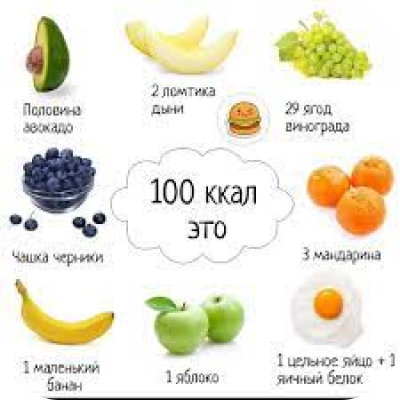 Половина
авокадо
2 ломтика
дыни
29 ягод
винограда
100 ккал
это
Чашка черники
3 мандарина
1 маленький
банан
1 яблоко
1 цельное яйцо + 1
яичный белок